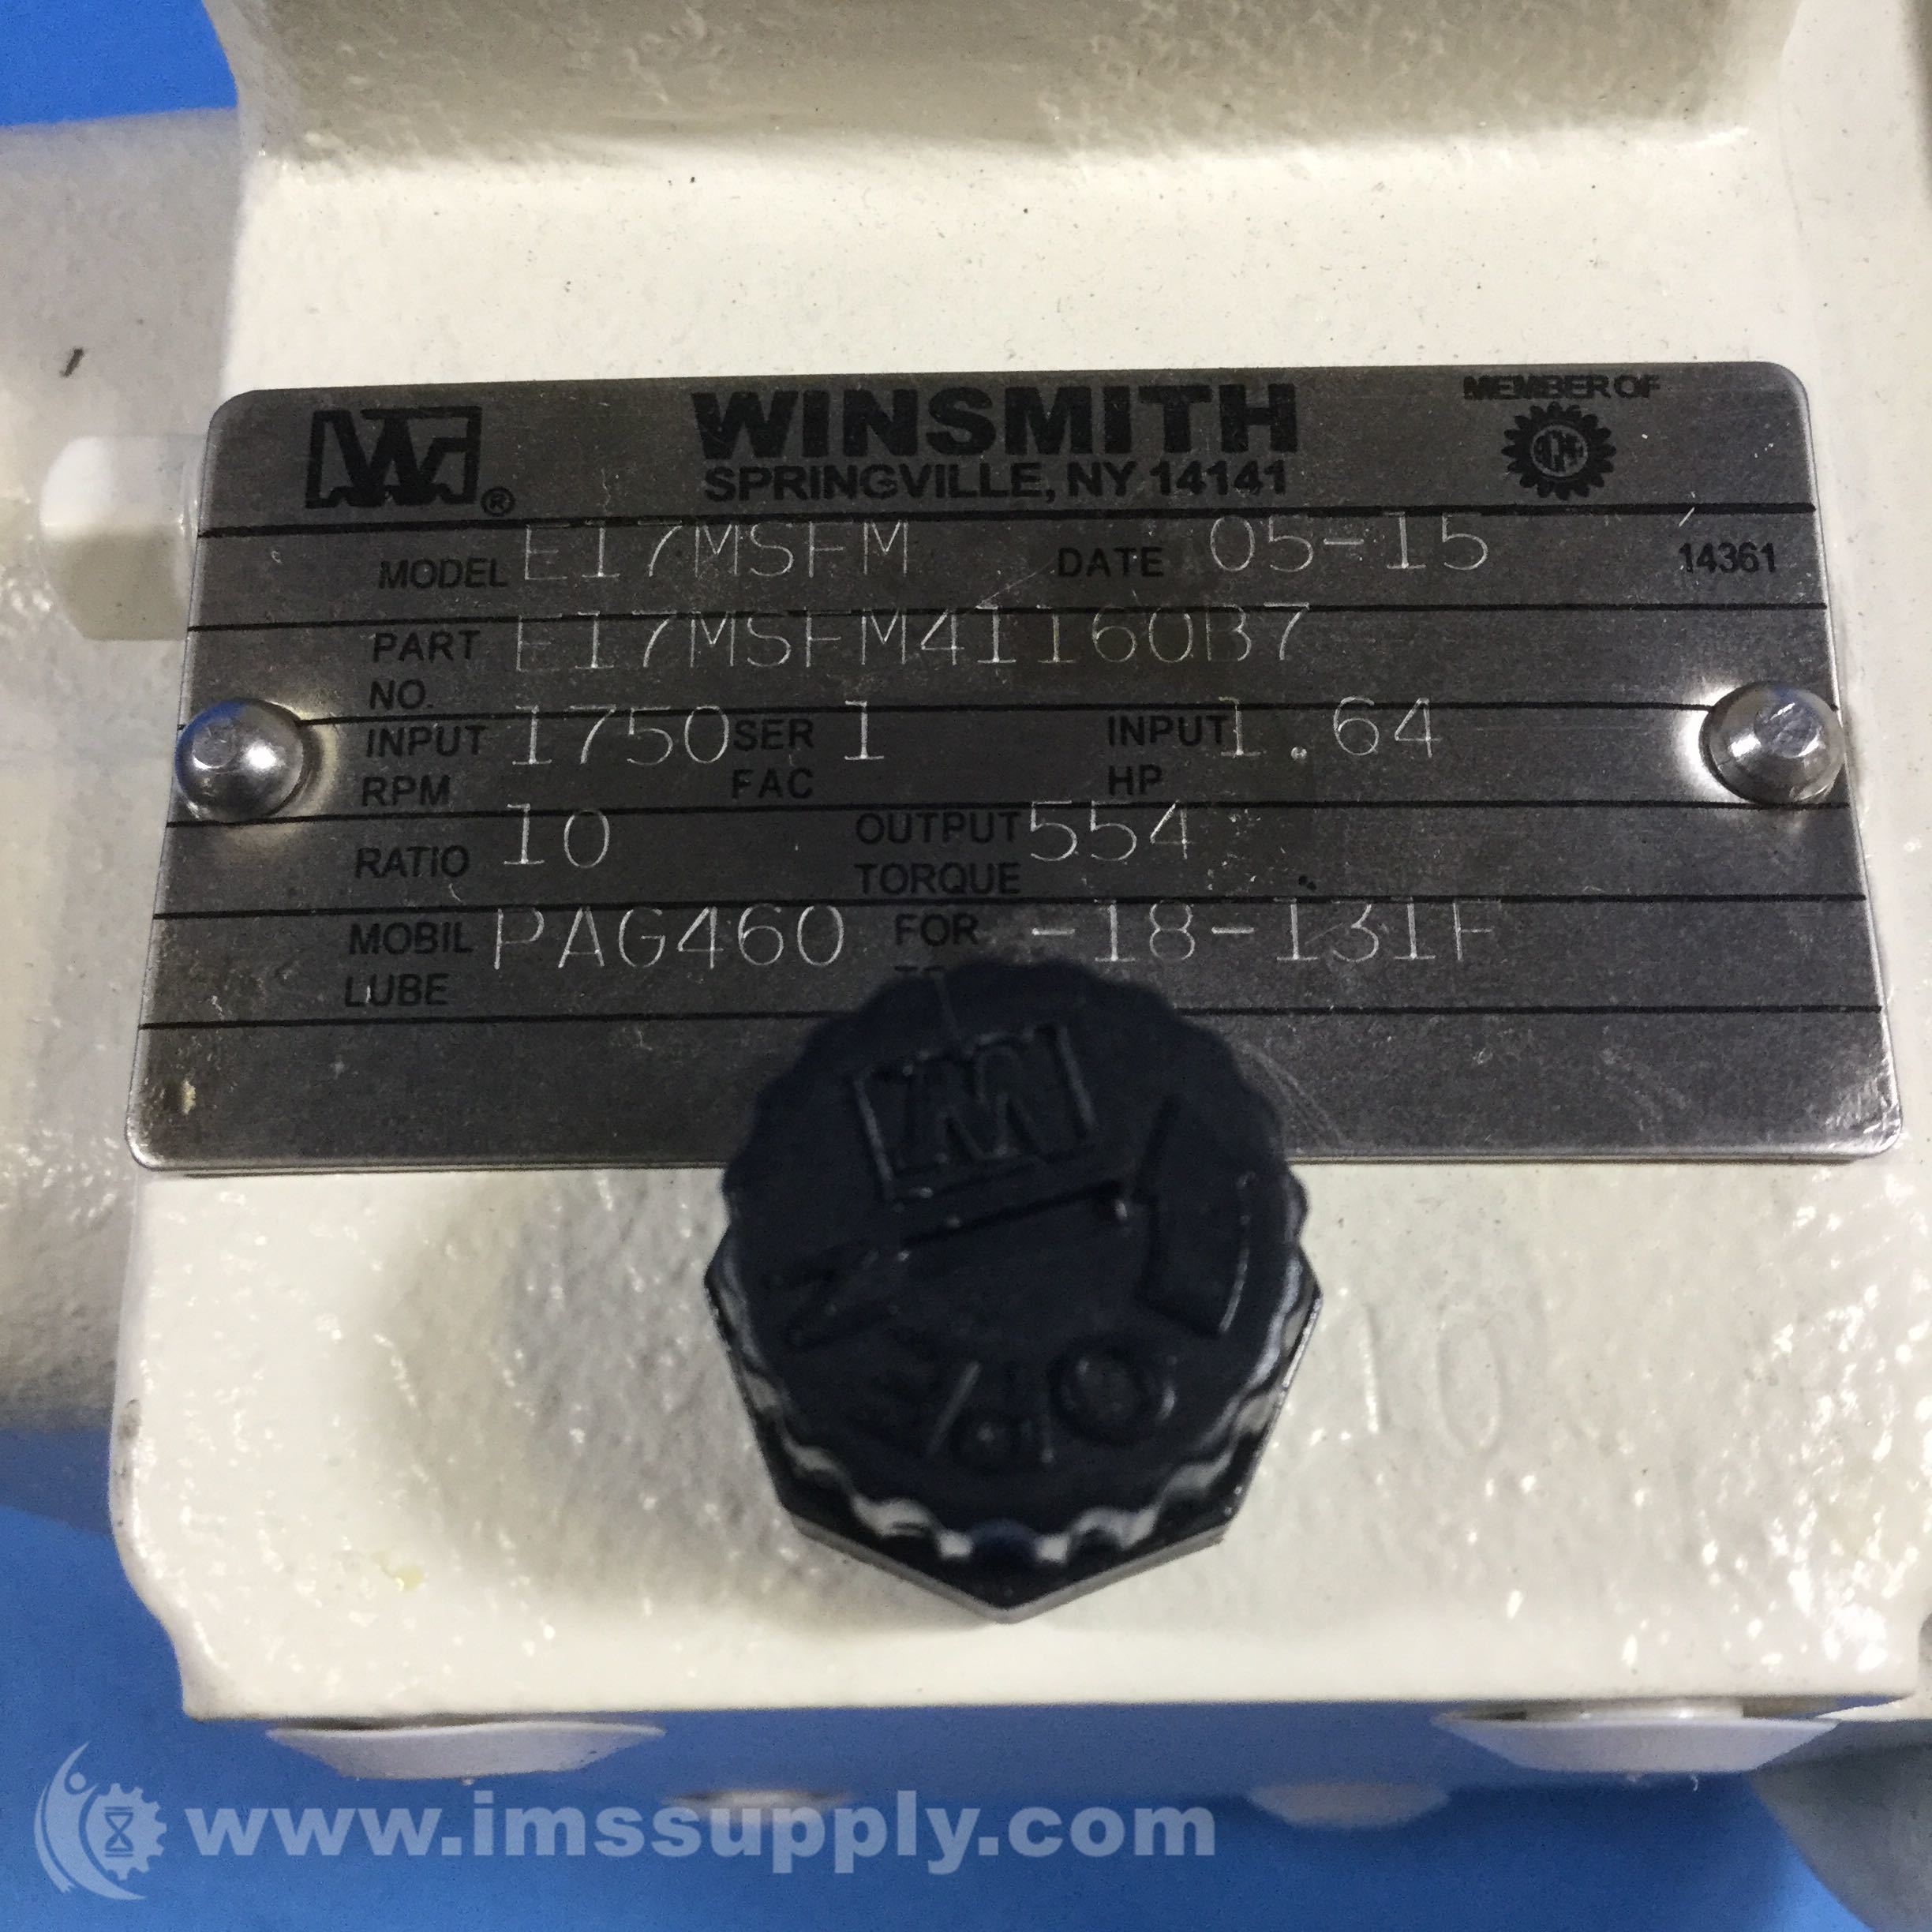 WINSMITH
SPRINGVILLE, NY 14141
MEMBER OF
®
MODEL E17MSFM DATE 05-15 14361
PART NO. E17MSFM41160B7
INPUT RPM 1750 SER FAC 1 INPUT HP 1.64
RATIO 10 OUTPUT TORQUE 554
MOBIL LUBE PAG460 FOR -18-131F
10
www.imssupply.com